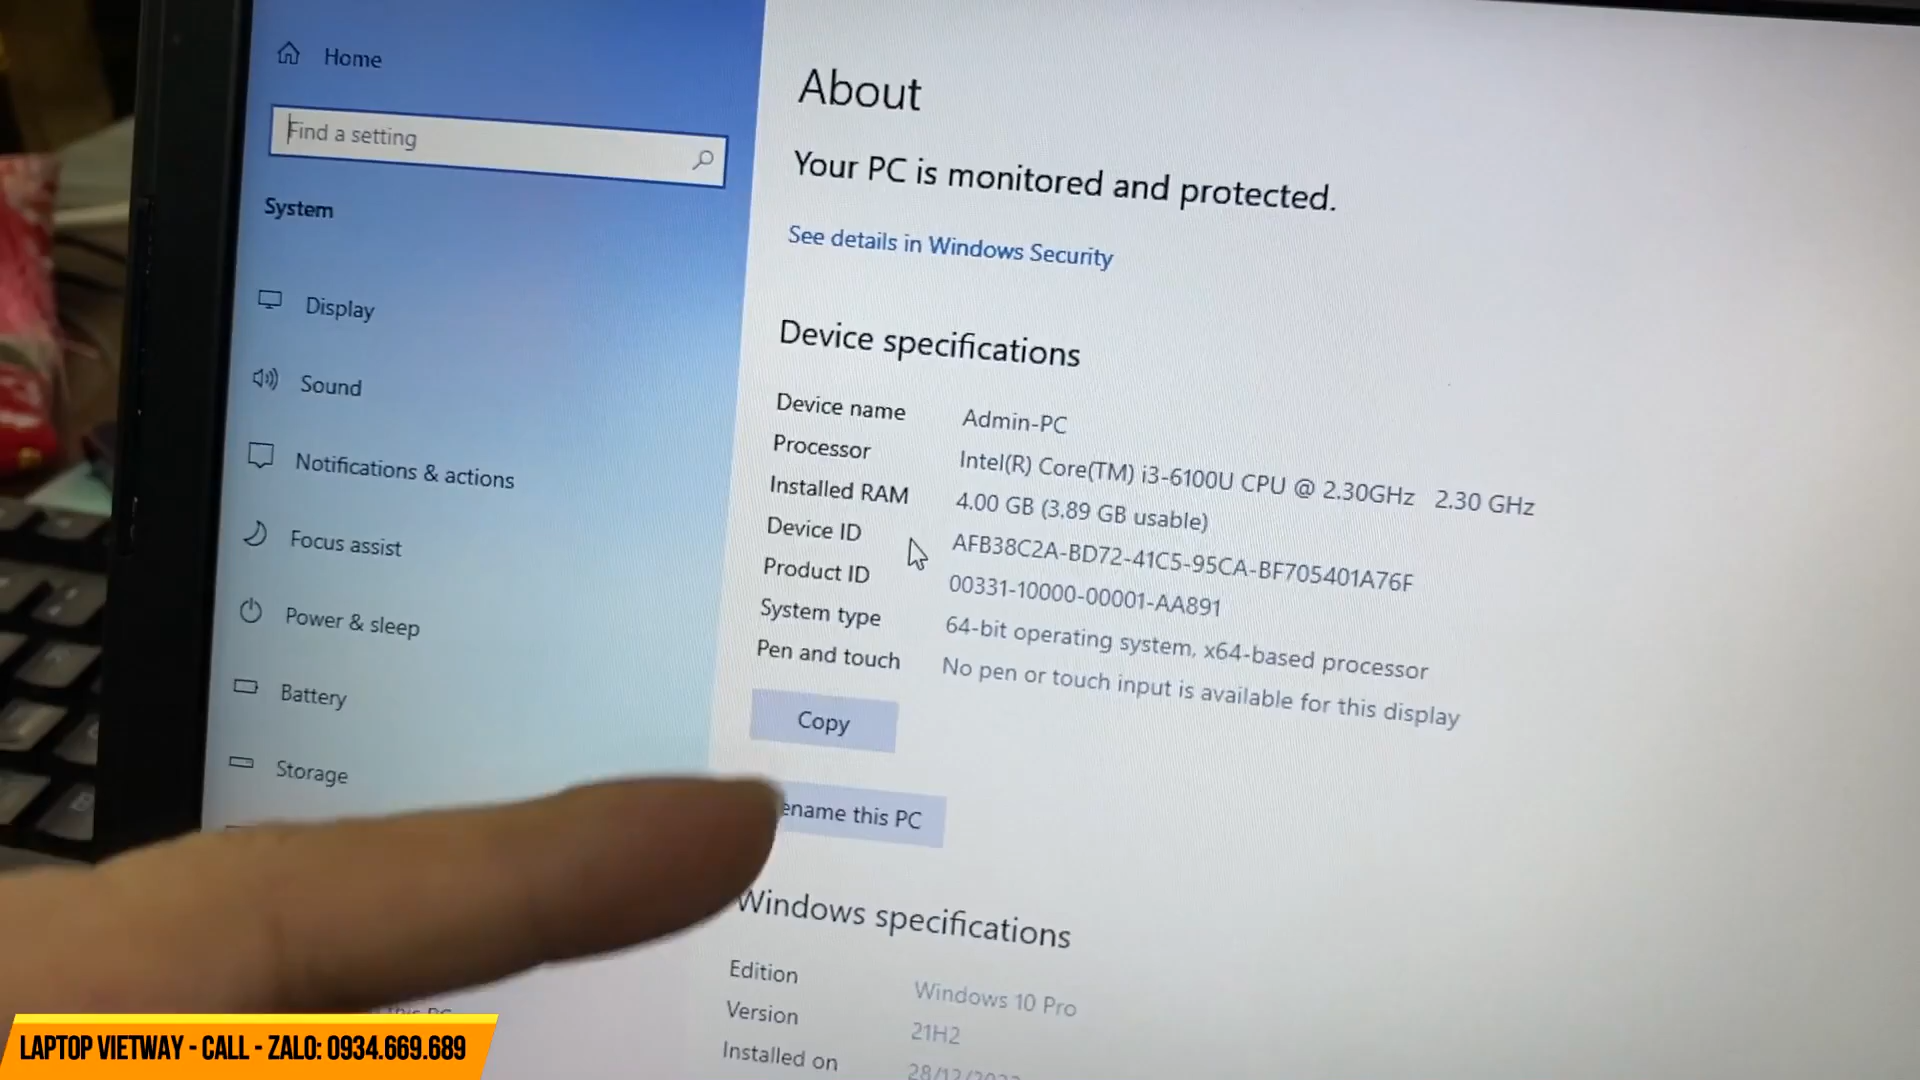 Home
Find a setting
System
Display
Sound
Notifications & actions
Focus assist
Power & sleep
Battery
Storage
About
Your PC is monitored and protected.
See details in Windows Security
Device specifications
Device name Admin-PC
Processor Intel(R) Core(TM) i3-6100U CPU @ 2.30GHz 2.30 GHz
Installed RAM 4.00 GB (3.89 GB usable)
Device ID AFB38C2A-BD72-41C5-95CA-BF705401A76F
Product ID 00331-10000-00001-AA891
System type 64-bit operating system, x64-based processor
Pen and touch No pen or touch input is available for this display
Copy
ename this PC
Windows specifications
Edition Windows 10 Pro
Version 21H2
Installed on
LAPTOP VIETWAY - CALL - ZALO: 0934.669.689